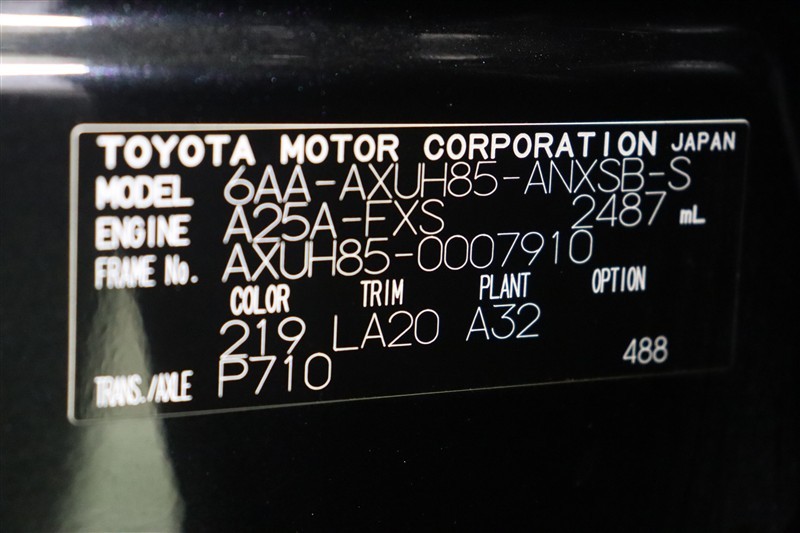 TOYOTA MOTOR CORPORATION JAPAN
MODEL 6AA-AXUH85-ANXSB-S
ENGINE A25A-FXS 2487 mL
FRAME No. AXUH85-0007910
COLOR TRIM PLANT OPTION
219 LA20 A32
TRANS./AXLE P710 488